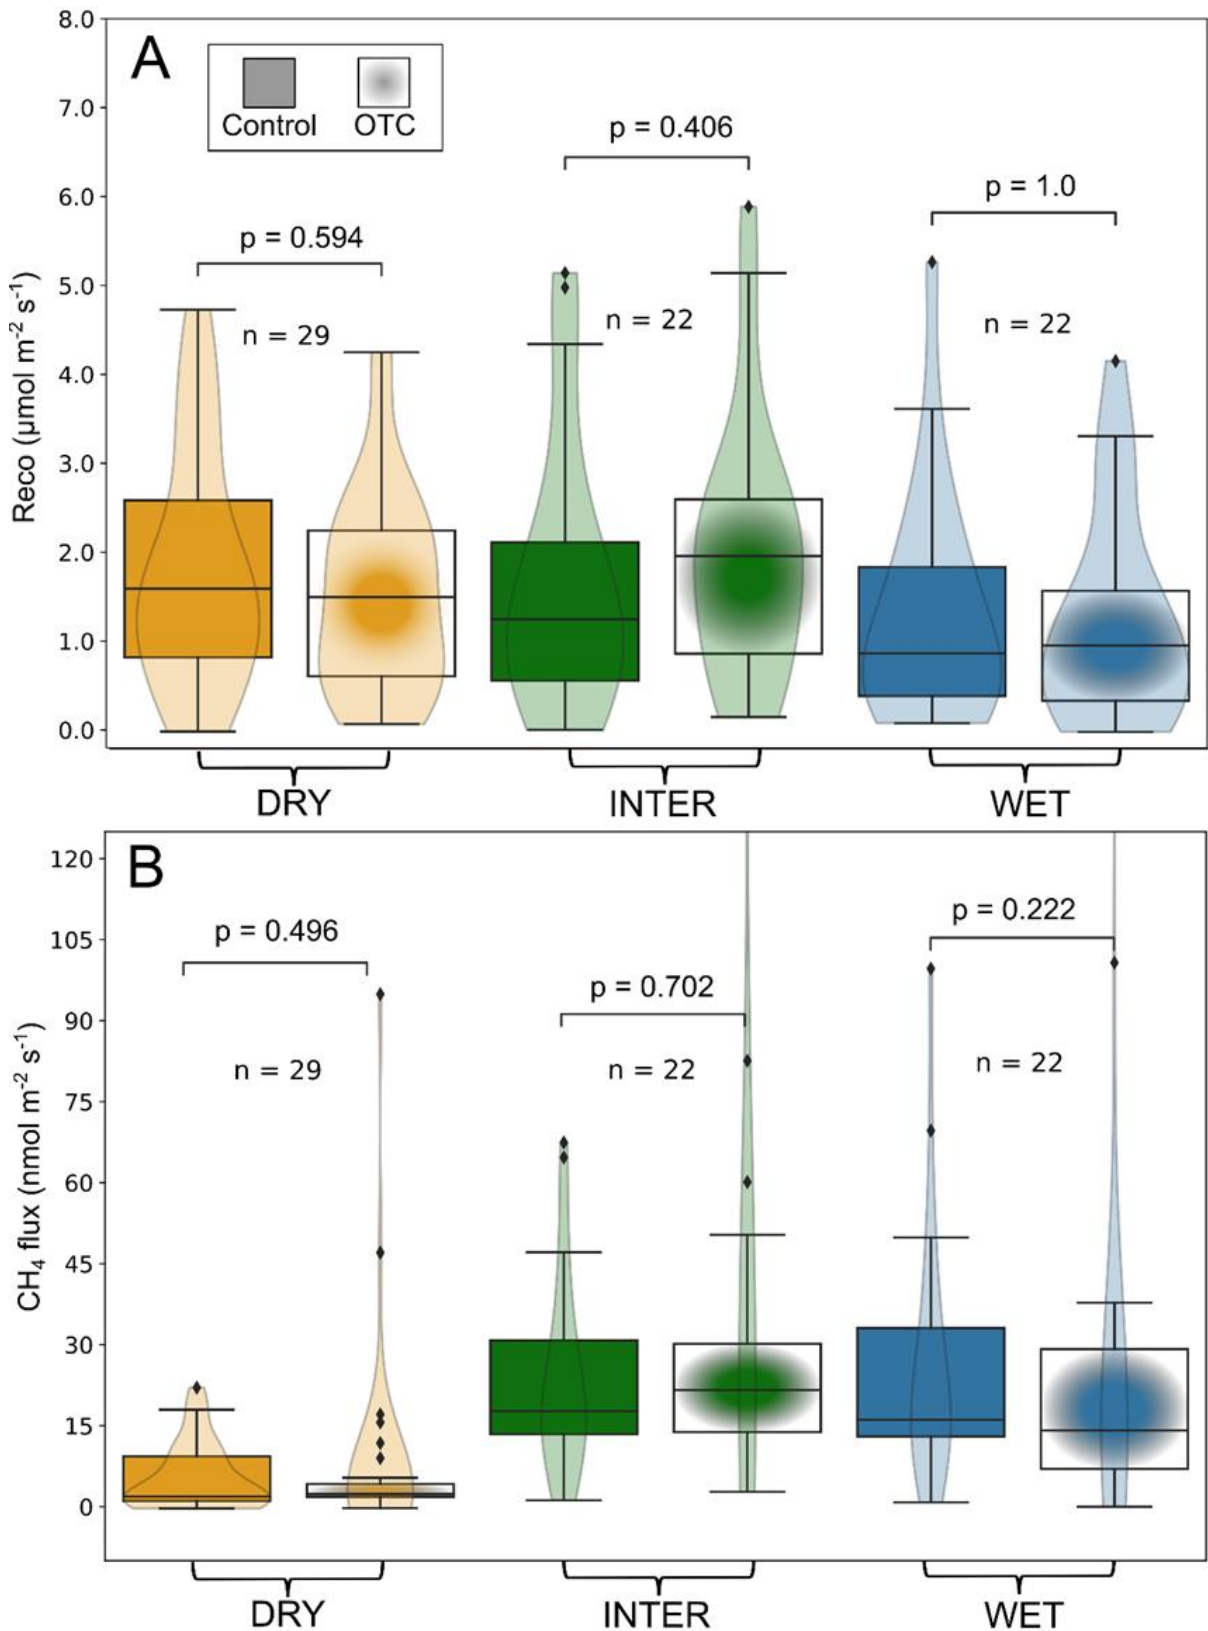 A
Control OTC
p = 0.594
p = 0.406
p = 1.0
n = 29
n = 22
n = 22
Reco (µmol m⁻² s⁻¹)
8.0
7.0
6.0
5.0
4.0
3.0
2.0
1.0
0.0
DRY INTER WET
B
p = 0.496
p = 0.702
p = 0.222
n = 29
n = 22
n = 22
CH₄ flux (nmol m⁻² s⁻¹)
120
105
90
75
60
45
30
15
0
DRY INTER WET